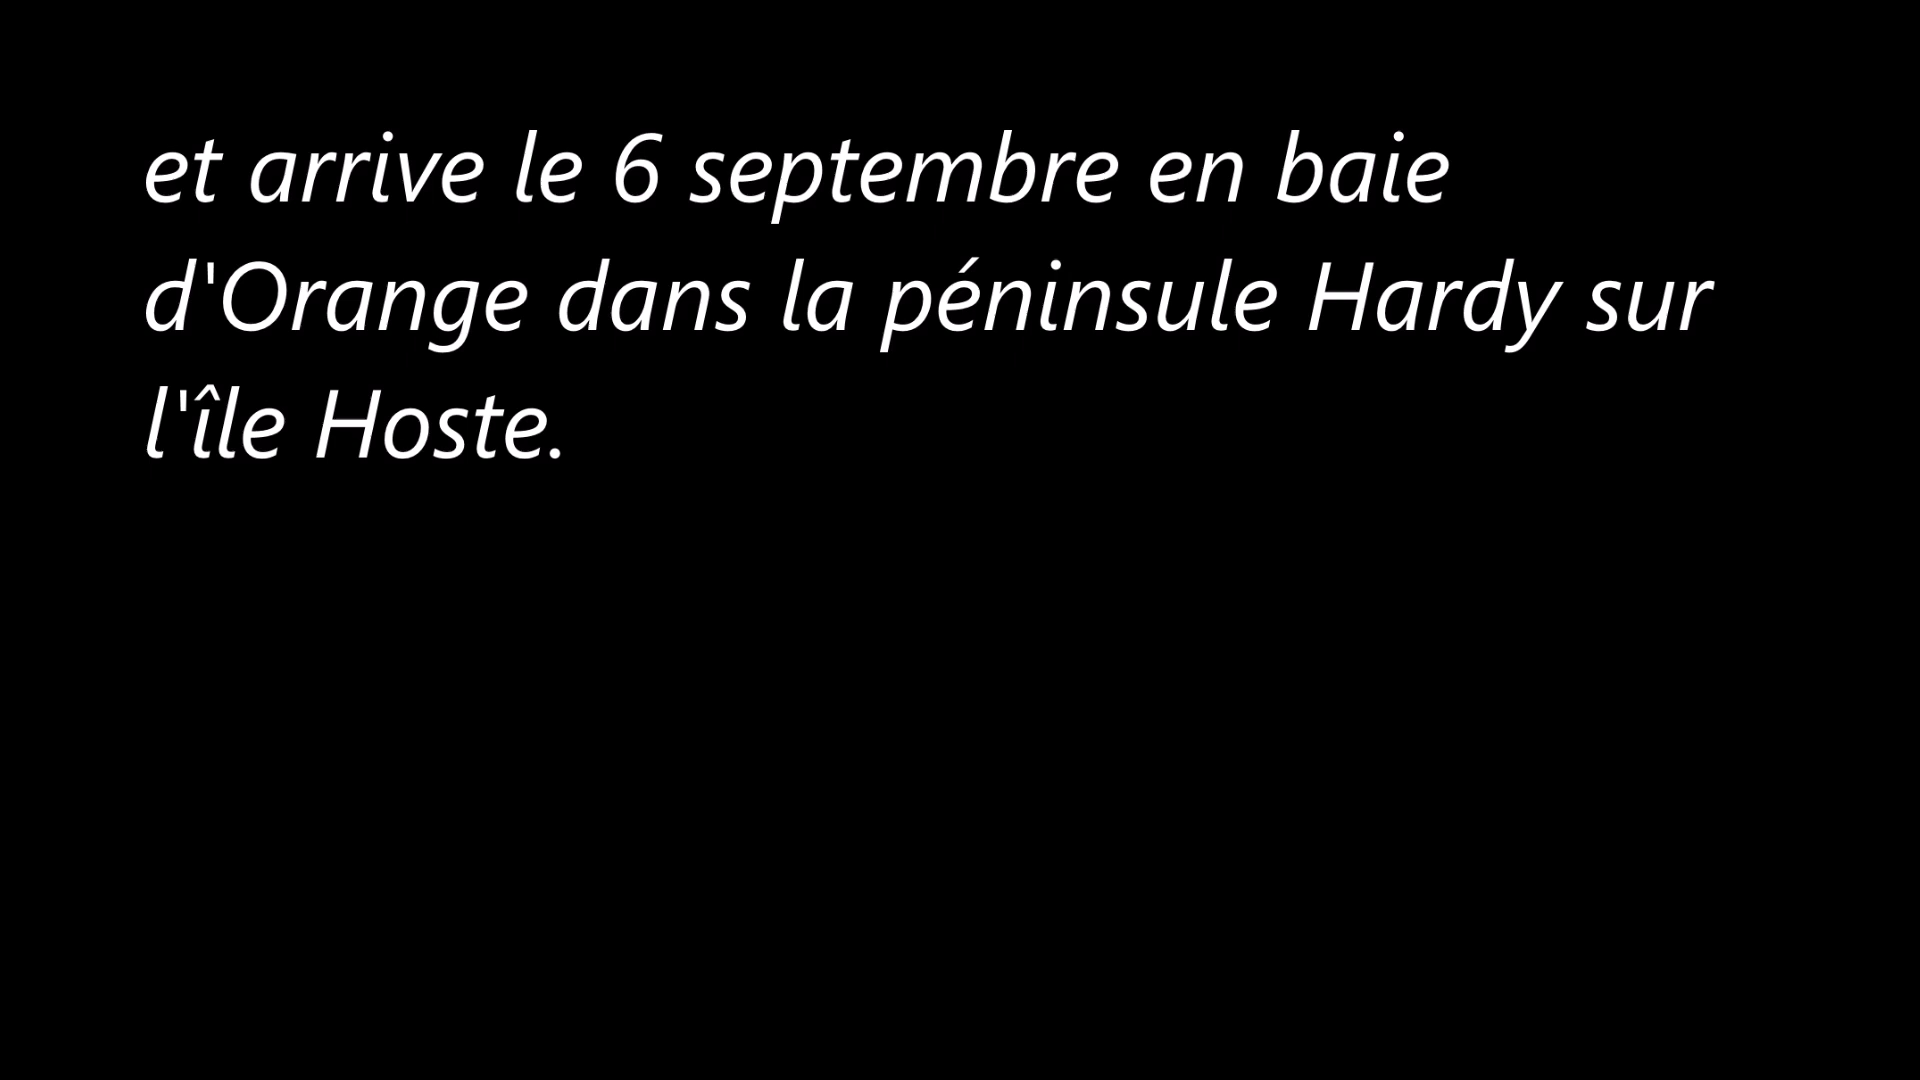 et arrive le 6 septembre en baie
d'Orange dans la péninsule Hardy sur
l'île Hoste.